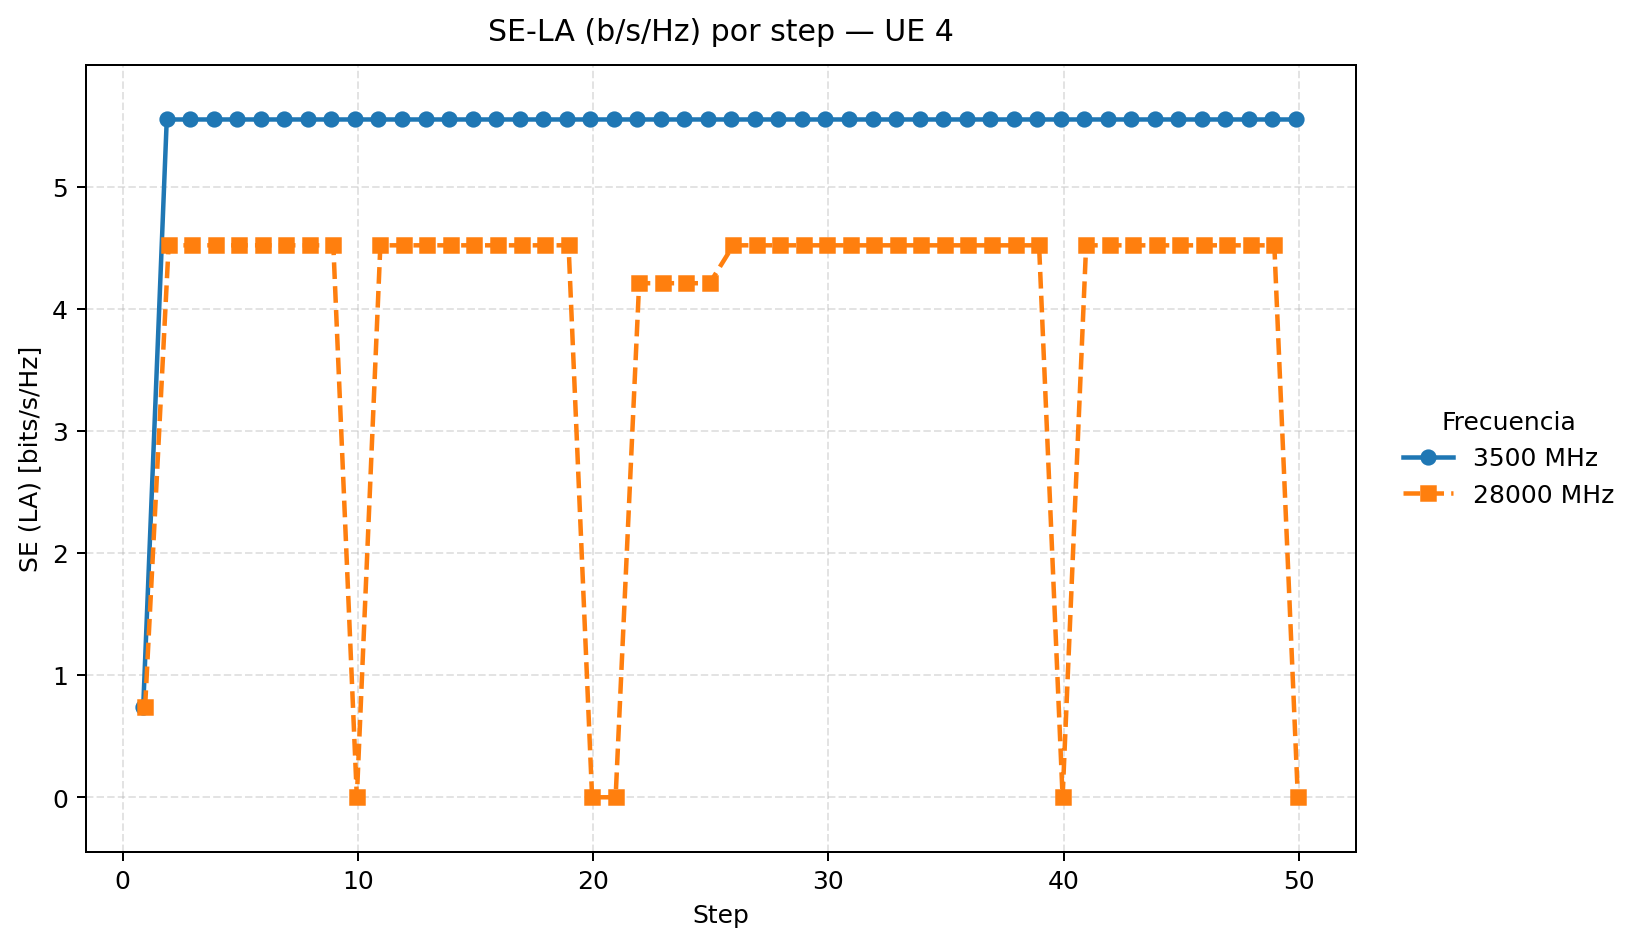 SE-LA (b/s/Hz) por step — UE 4
SE (LA) [bits/s/Hz]
5
4
3
2
1
0
0 10 20 30 40 50
Step
Frecuencia
3500 MHz
28000 MHz